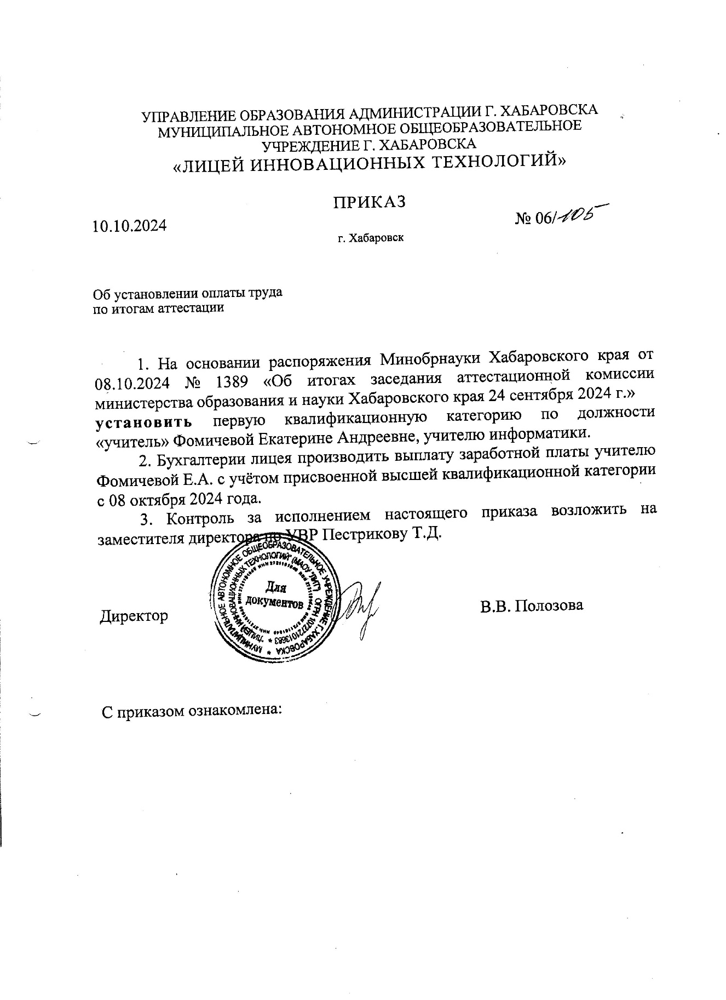 УПРАВЛЕНИЕ ОБРАЗОВАНИЯ АДМИНИСТРАЦИИ Г. ХАБАРОВСКА
МУНИЦИПАЛЬНОЕ АВТОНОМНОЕ ОБЩЕОБРАЗОВАТЕЛЬНОЕ
УЧРЕЖДЕНИЕ Г. ХАБАРОВСКА
«ЛИЦЕЙ ИННОВАЦИОННЫХ ТЕХНОЛОГИЙ»
ПРИКАЗ
10.10.2024
№ 06/105
г. Хабаровск
Об установлении оплаты труда
по итогам аттестации
1. На основании распоряжения Минобрнауки Хабаровского края от
08.10.2024 № 1389 «Об итогах заседания аттестационной комиссии
министерства образования и науки Хабаровского края 24 сентября 2024 г.»
установить первую квалификационную категорию по должности
«учитель» Фомичевой Екатерине Андреевне, учителю информатики.
2. Бухгалтерии лицея производить выплату заработной платы учителю
Фомичевой Е.А. с учётом присвоенной высшей квалификационной категории
с 08 октября 2024 года.
3. Контроль за исполнением настоящего приказа возложить на
заместителя директора по УВР Пестрикову Т.Д.
МУНИЦИПАЛЬНОЕ АВТОНОМНОЕ ОБЩЕОБРАЗОВАТЕЛЬНОЕ УЧРЕЖДЕНИЕ Г. ХАБАРОВСКА *
"ЛИЦЕЙ ИННОВАЦИОННЫХ ТЕХНОЛОГИЙ" (МАОУ "ЛИТ") ОГРН 1072721013683 *
Для
документов
Директор
В.В. Полозова
С приказом ознакомлена: